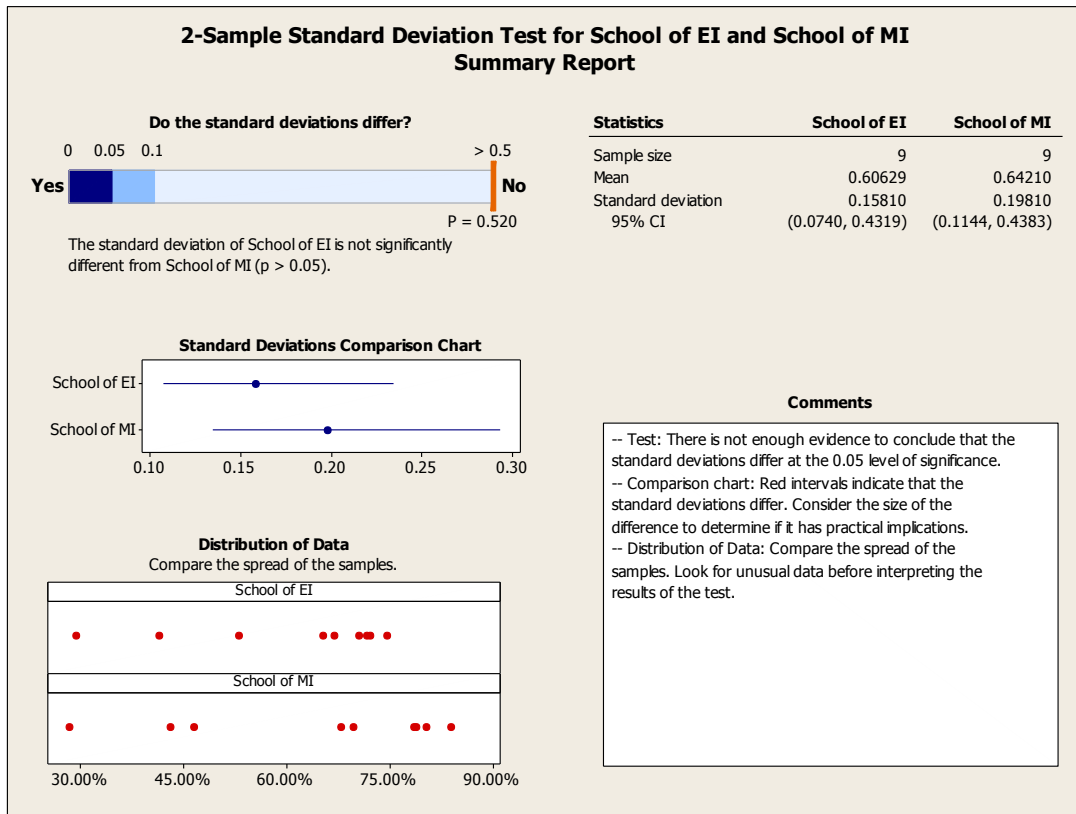 2-Sample Standard Deviation Test for School of EI and School of MI
Summary Report
Do the standard deviations differ?
0 0.05 0.1 > 0.5
Yes No
P = 0.520
The standard deviation of School of EI is not significantly
different from School of MI (p > 0.05).
Statistics School of EI School of MI
Sample size 9 9
Mean 0.60629 0.64210
Standard deviation 0.15810 0.19810
95% CI (0.0740, 0.4319) (0.1144, 0.4383)
Standard Deviations Comparison Chart
School of EI
School of MI
0.10 0.15 0.20 0.25 0.30
Distribution of Data
Compare the spread of the samples.
School of EI
School of MI
30.00% 45.00% 60.00% 75.00% 90.00%
Comments
-- Test: There is not enough evidence to conclude that the
standard deviations differ at the 0.05 level of significance.
-- Comparison chart: Red intervals indicate that the
standard deviations differ. Consider the size of the
difference to determine if it has practical implications.
-- Distribution of Data: Compare the spread of the
samples. Look for unusual data before interpreting the
results of the test.